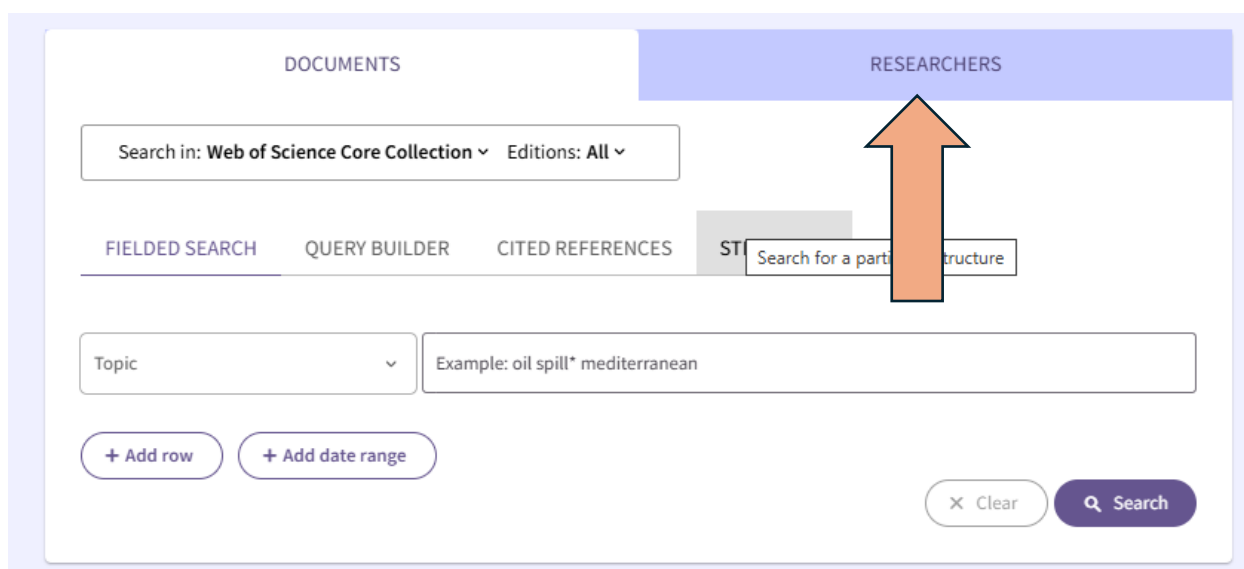 DOCUMENTS RESEARCHERS
Search in: Web of Science Core Collection Editions: All
FIELDED SEARCH QUERY BUILDER CITED REFERENCES
Search for a tructure
Topic Example: oil spill* mediterranean
+ Add row + Add date range
× Clear Search